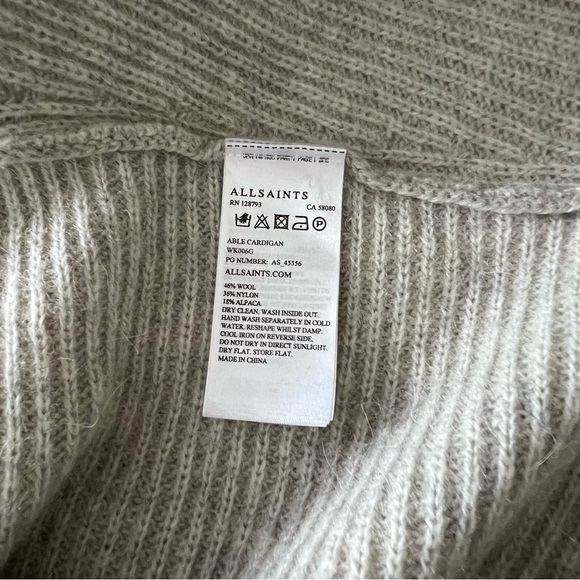 ALLSAINTS
RN 128793 CA 58080
P
ABLE CARDIGAN
WK006G
PO NUMBER: AS_45556
ALLSAINTS.COM
46% WOOL
36% NYLON
18% ALPACA
DRY CLEAN. WASH INSIDE OUT.
HAND WASH SEPARATELY IN COLD
WATER. RESHAPE WHILST DAMP.
COOL IRON ON REVERSE SIDE.
DO NOT DRY IN DIRECT SUNLIGHT.
DRY FLAT. STORE FLAT.
MADE IN CHINA